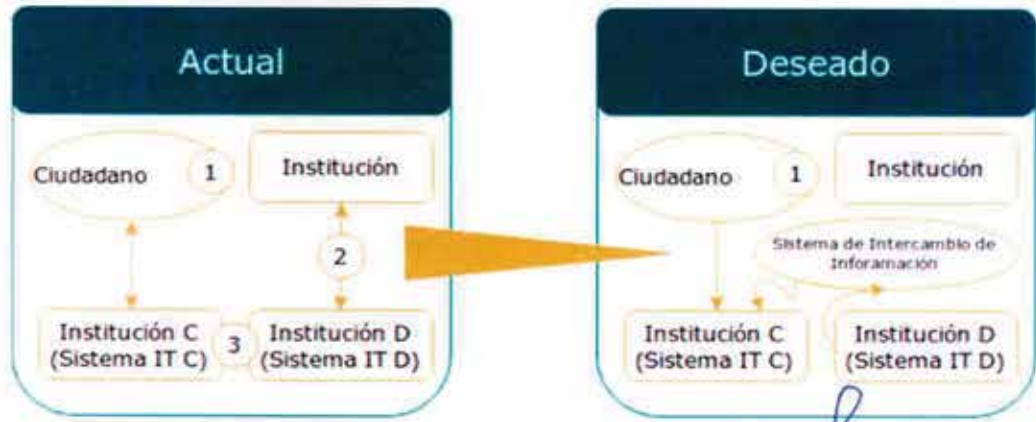 Actual
Ciudadano 1
Institución
2
Institución C
(Sistema IT C)
3
Institución D
(Sistema IT D)
Deseado
Ciudadano 1
Institución
Sistema de Intercambio de
Inforamación
Institución C
(Sistema IT C)
Institución D
(Sistema IT D)